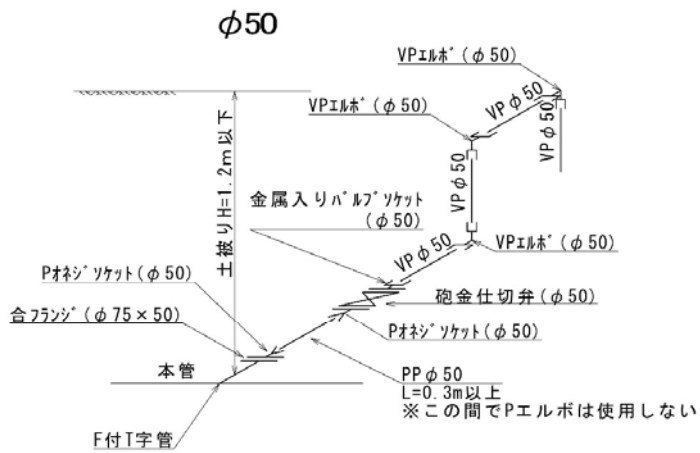 φ50
VPｴﾙﾎﾞ(φ50)
VPφ50
VPｴﾙﾎﾞ(φ50)
VPφ50
土被りH=1.2m以下
VPφ50
金属入りﾊﾞﾙﾌﾞｿｹｯﾄ
(φ50)
VPφ50
VPｴﾙﾎﾞ(φ50)
Pｵﾈｼﾞｿｹｯﾄ(φ50)
砲金仕切弁(φ50)
合ﾌﾗﾝｼﾞ(φ75×50)
Pｵﾈｼﾞｿｹｯﾄ(φ50)
本管
PPφ50
L=0.3m以上
※この間でPエルボは使用しない
F付T字管